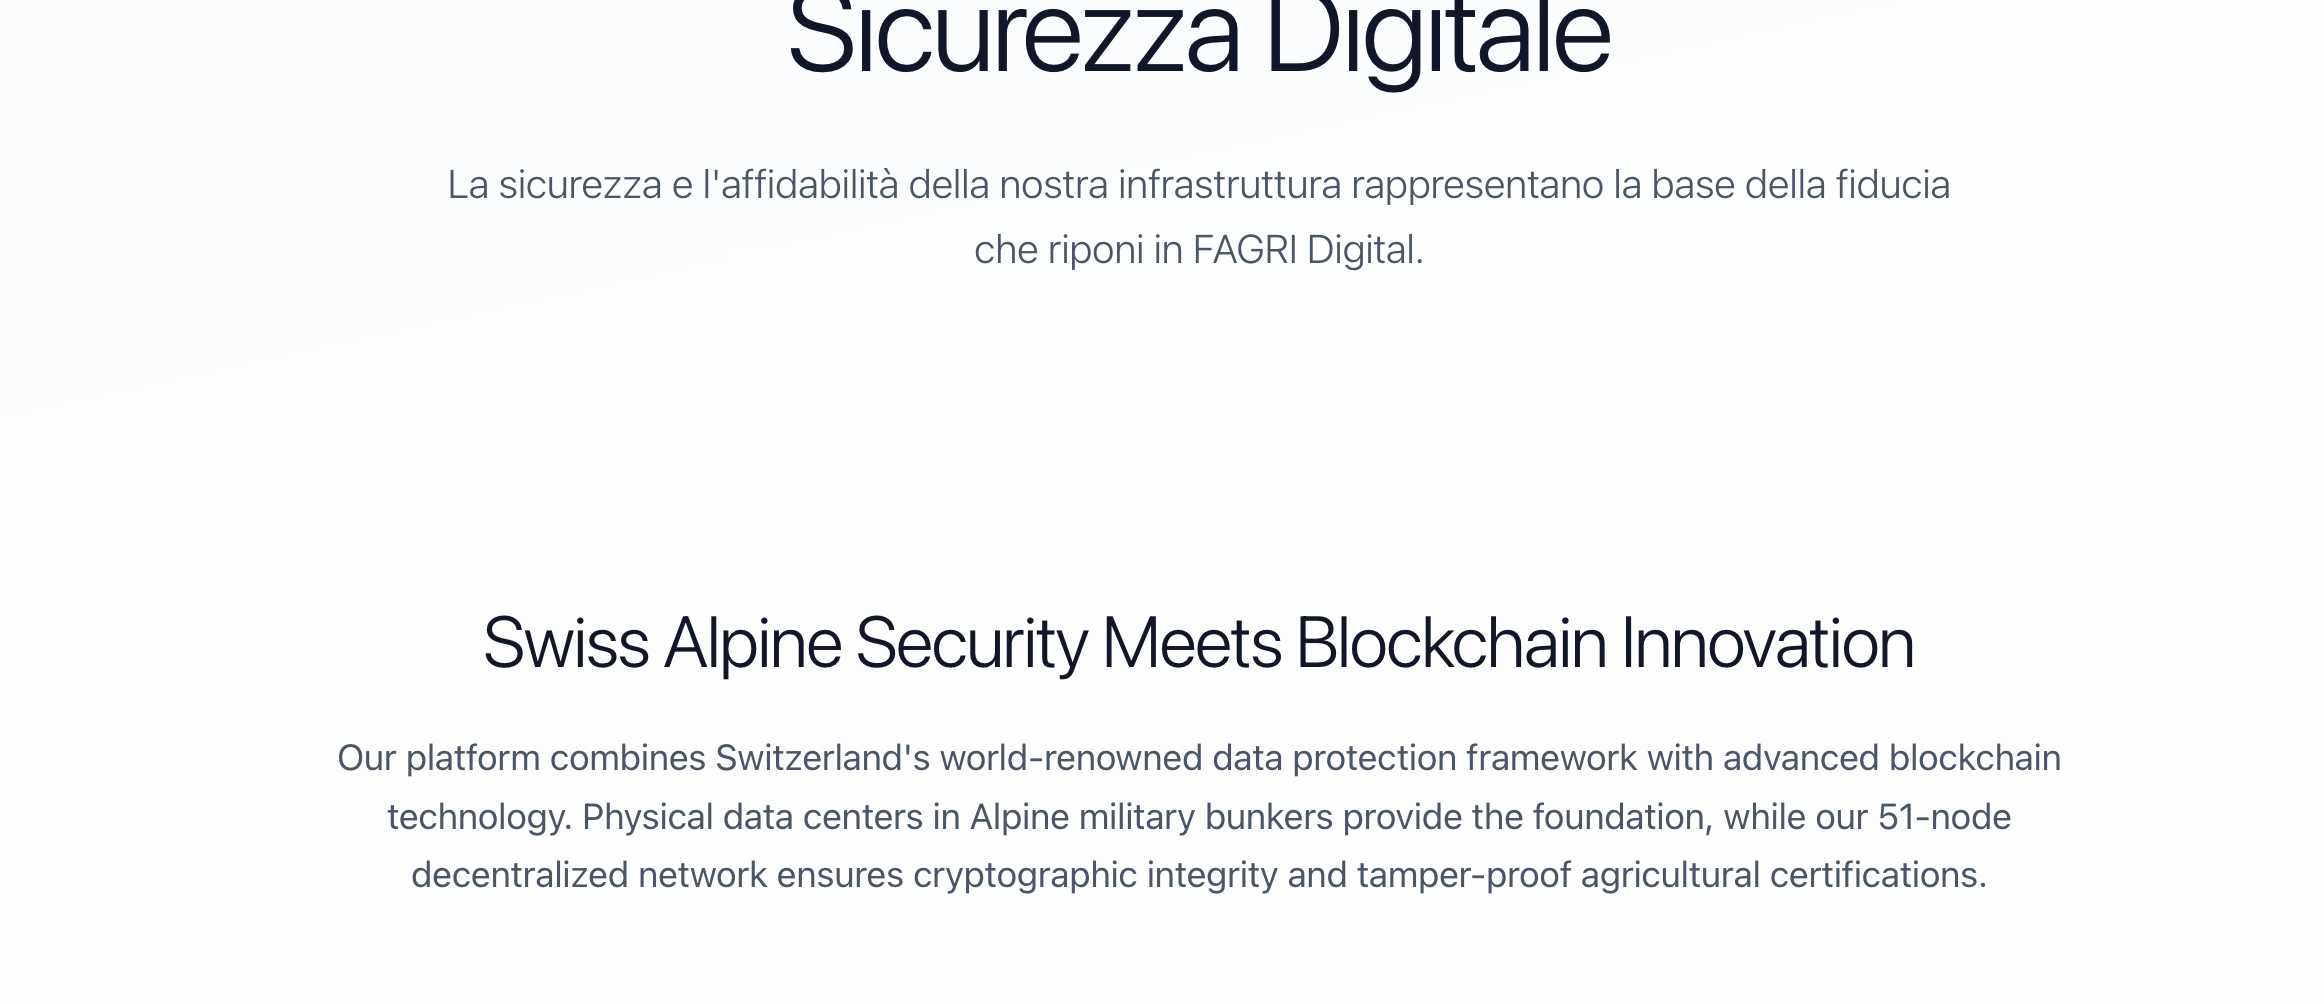 Sicurezza Digitale
La sicurezza e l'affidabilità della nostra infrastruttura rappresentano la base della fiducia
che riponi in FAGRI Digital.
Swiss Alpine Security Meets Blockchain Innovation
Our platform combines Switzerland's world-renowned data protection framework with advanced blockchain
technology. Physical data centers in Alpine military bunkers provide the foundation, while our 51-node
decentralized network ensures cryptographic integrity and tamper-proof agricultural certifications.